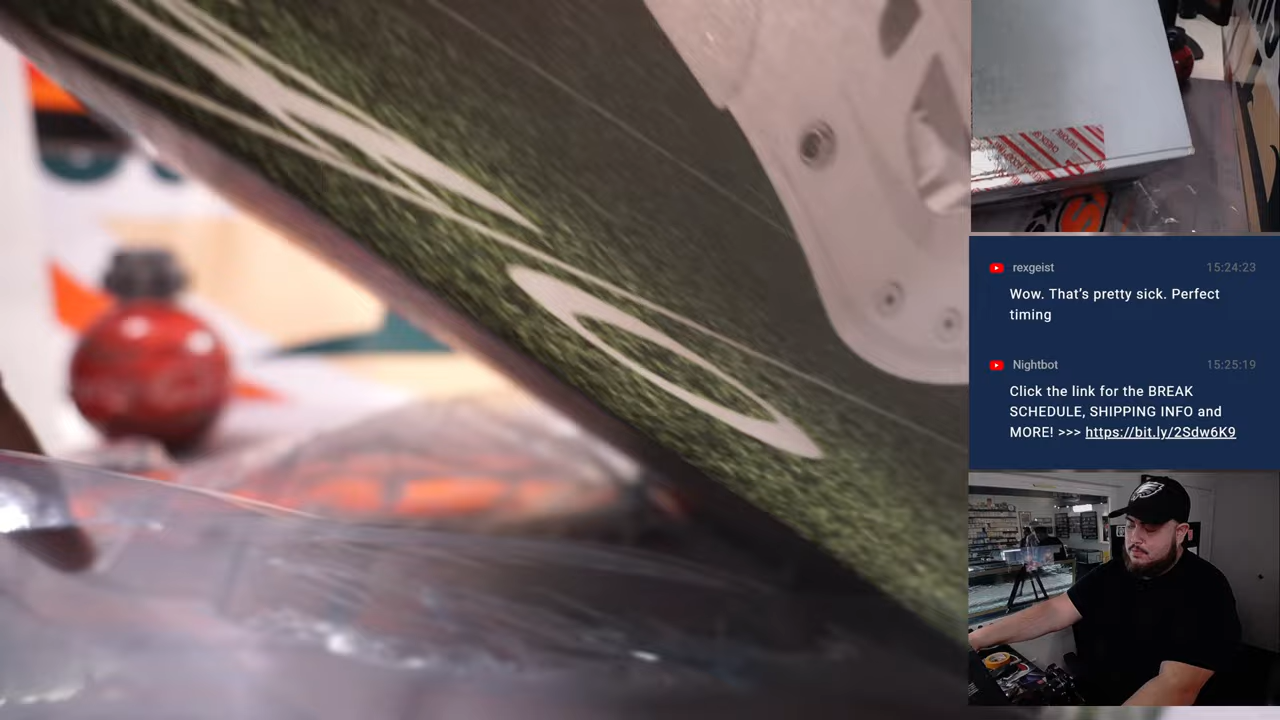 rexgeist 15:24:23
Wow. That's pretty sick. Perfect
timing
Nightbot 15:25:19
Click the link for the BREAK
SCHEDULE, SHIPPING INFO and
MORE! >>> https://bit.ly/2Sdw6K9